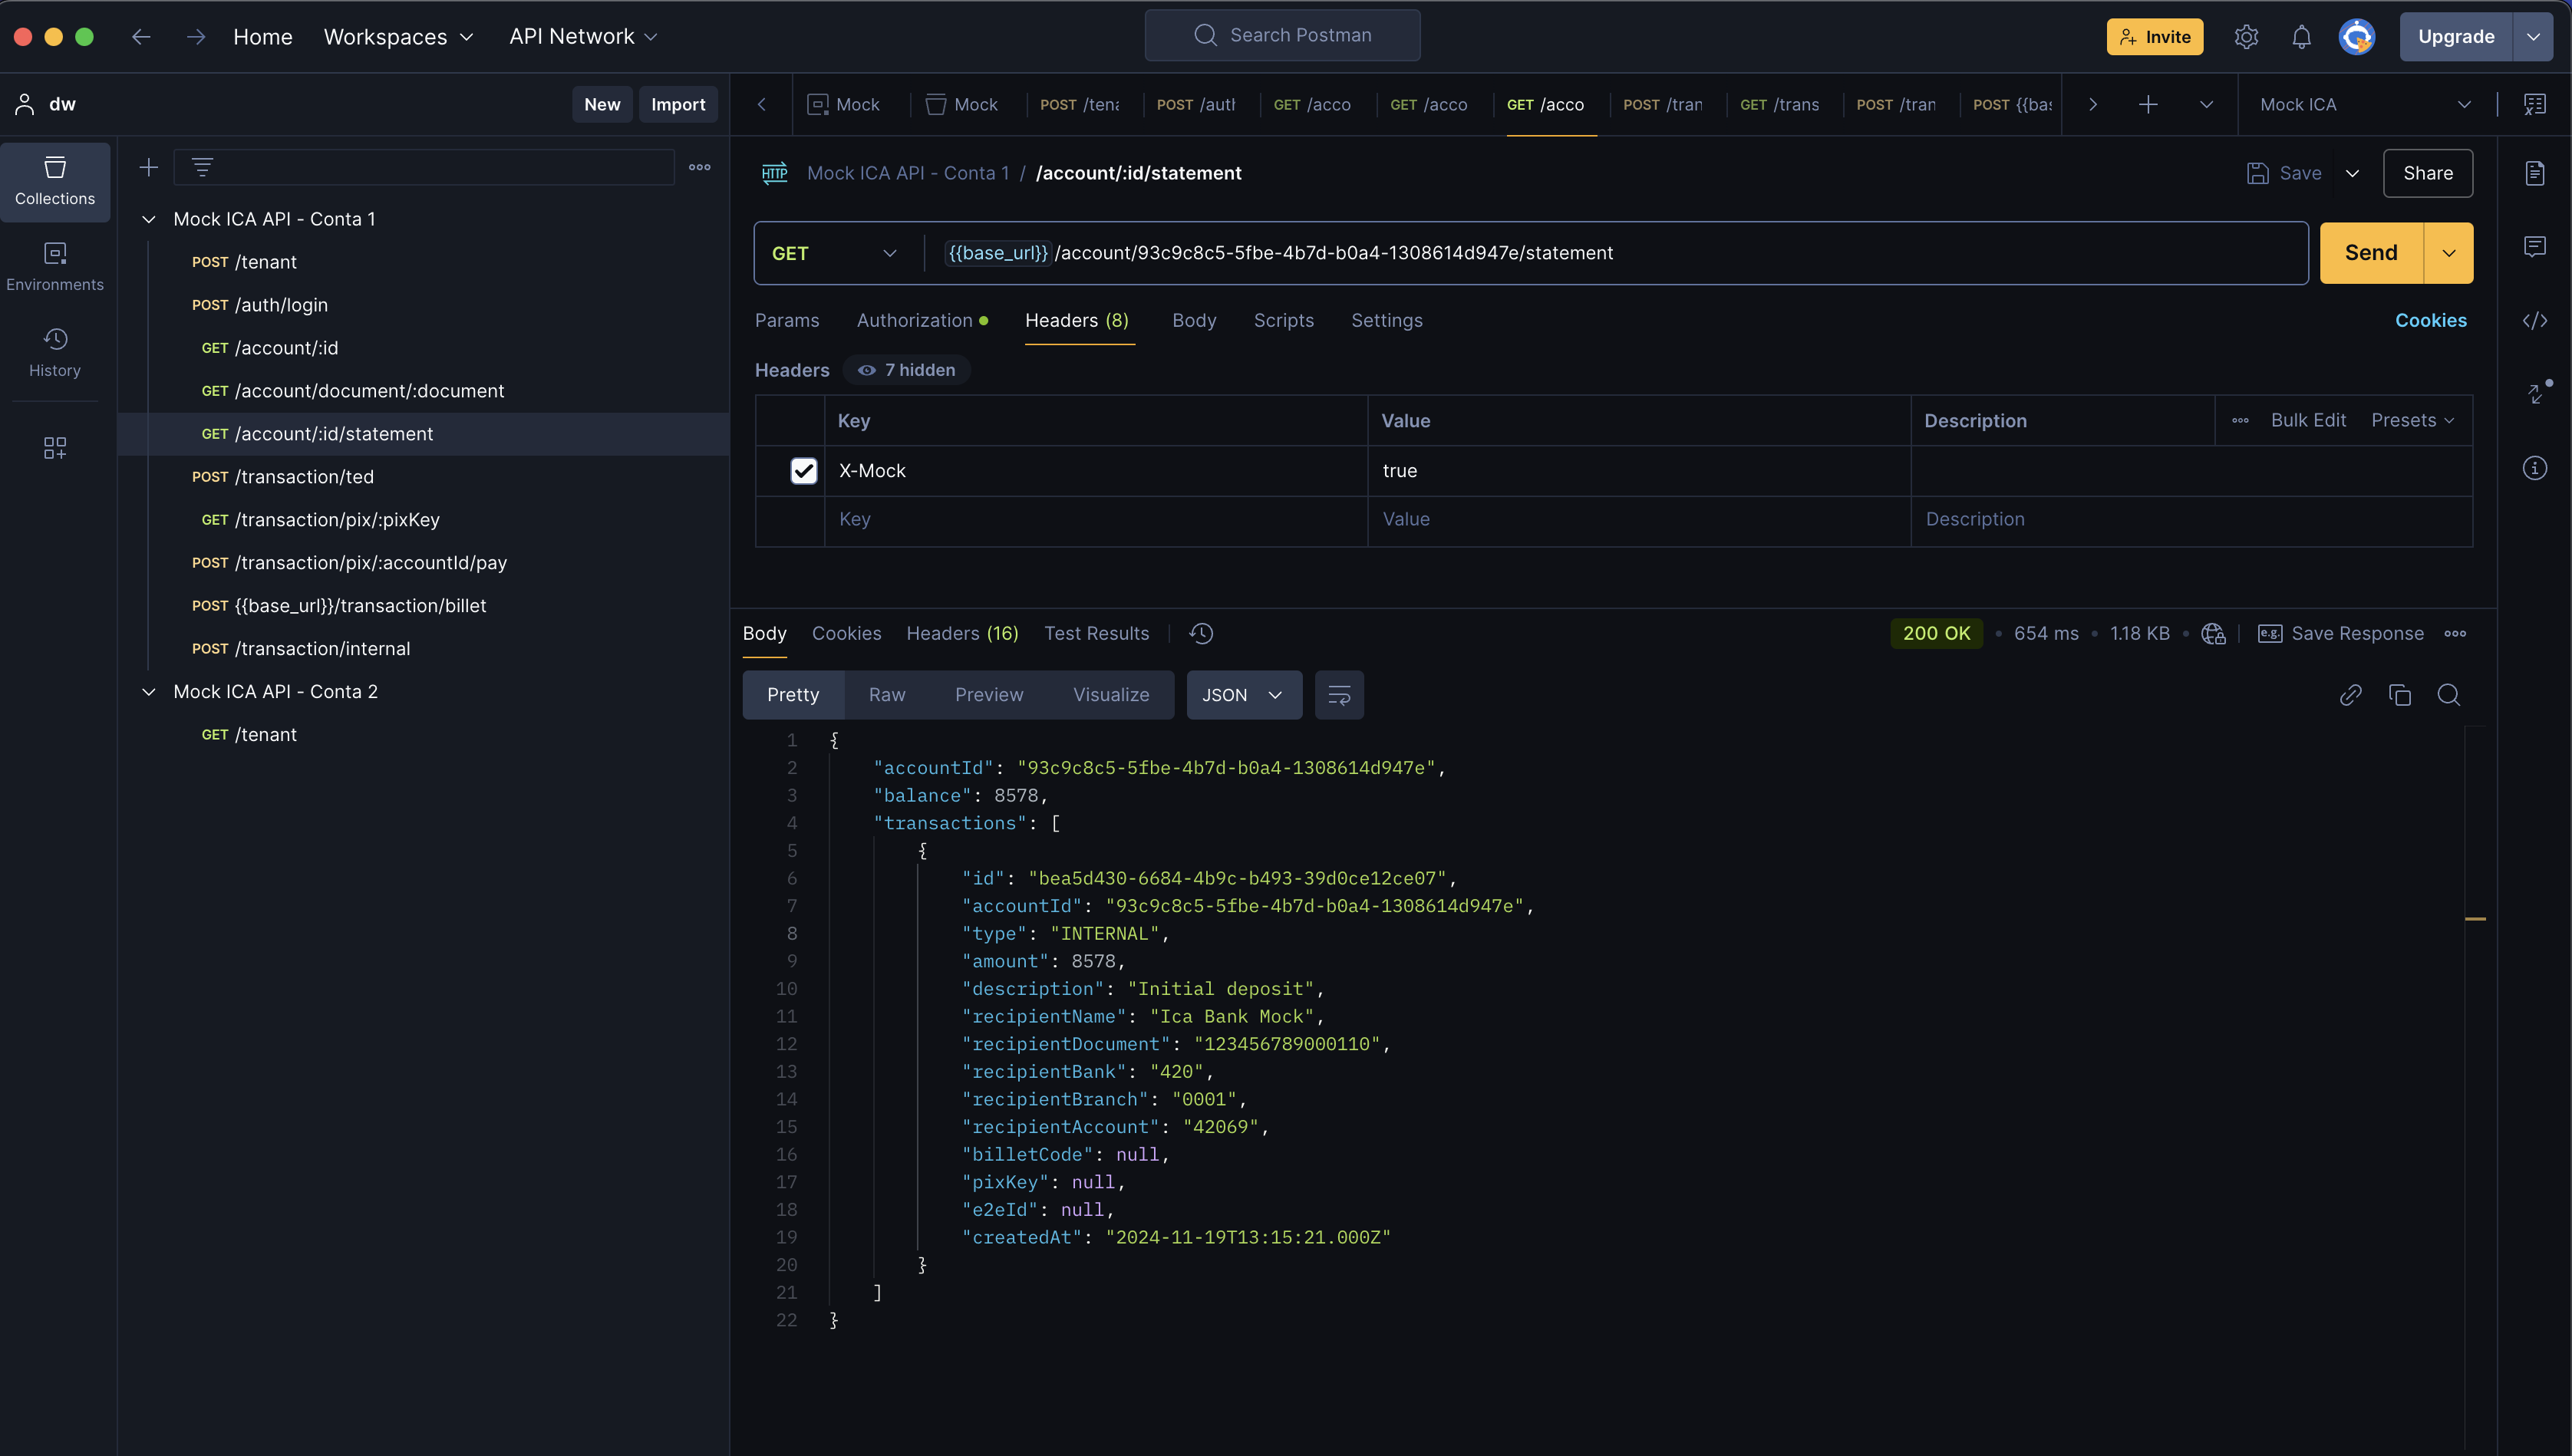 Home Workspaces API Network Search Postman Invite Upgrade
dw New Import
Mock Mock POST /tena POST /auth GET /acco GET /acco GET /acco POST /tran GET /trans POST /tran POST {{bas Mock ICA
Collections
Environments
History
Mock ICA API - Conta 1
POST /tenant
POST /auth/login
GET /account/:id
GET /account/document/:document
GET /account/:id/statement
POST /transaction/ted
GET /transaction/pix/:pixKey
POST /transaction/pix/:accountId/pay
POST {{base_url}}/transaction/billet
POST /transaction/internal
Mock ICA API - Conta 2
GET /tenant
HTTP Mock ICA API - Conta 1 / /account/:id/statement Save Share
GET {{base_url}}/account/93c9c8c5-5fbe-4b7d-b0a4-1308614d947e/statement Send
Params Authorization Headers (8) Body Scripts Settings Cookies
Headers 7 hidden
Key Value Description Bulk Edit Presets
X-Mock true
Key Value Description
Body Cookies Headers (16) Test Results 200 OK • 654 ms • 1.18 KB • e.g. Save Response
Pretty Raw Preview Visualize JSON
1 {
2 "accountId": "93c9c8c5-5fbe-4b7d-b0a4-1308614d947e",
3 "balance": 8578,
4 "transactions": [
5 {
6 "id": "bea5d430-6684-4b9c-b493-39d0ce12ce07",
7 "accountId": "93c9c8c5-5fbe-4b7d-b0a4-1308614d947e",
8 "type": "INTERNAL",
9 "amount": 8578,
10 "description": "Initial deposit",
11 "recipientName": "Ica Bank Mock",
12 "recipientDocument": "123456789000110",
13 "recipientBank": "420",
14 "recipientBranch": "0001",
15 "recipientAccount": "42069",
16 "billetCode": null,
17 "pixKey": null,
18 "e2eId": null,
19 "createdAt": "2024-11-19T13:15:21.000Z"
20 }
21 ]
22 }